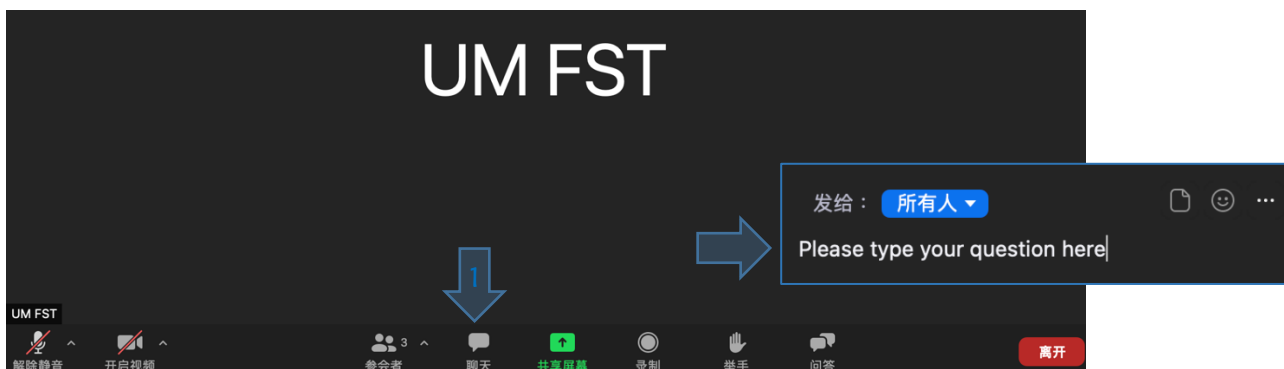 UM FST
发给：
所有人
Please type your question here
1
UM FST
3
解除静音
开启视频
参会者
聊天
共享屏幕
录制
举手
问答
离开